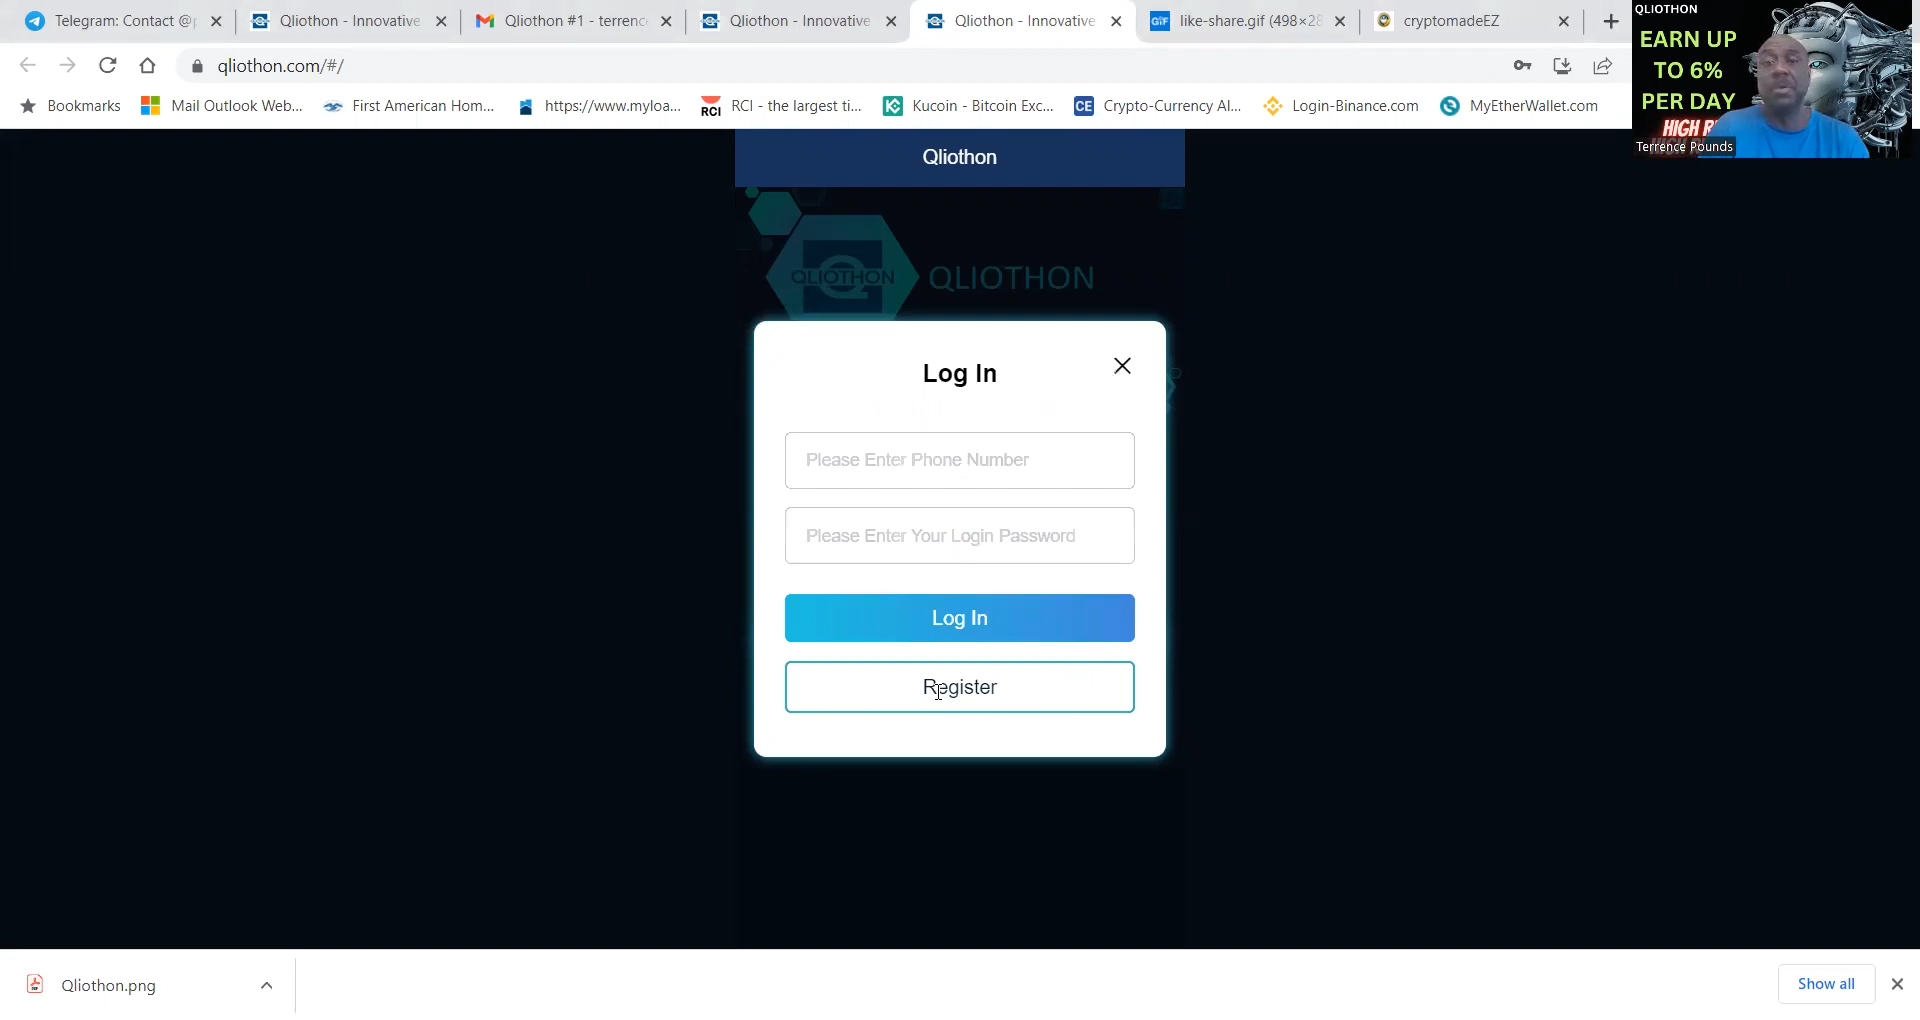 Telegram: Contact @
Qliothon - Innovative
Qliothon #1 - terrenc
Qliothon - Innovative
Qliothon - Innovative
like-share.gif (498×28
cryptomadeEZ
qliothon.com/#/
Bookmarks
Mail Outlook Web...
First American Hom...
https://www.myloa...
RCI
RCI - the largest ti...
Kucoin - Bitcoin Exc...
CE
Crypto-Currency Al...
Login-Binance.com
MyEtherWallet.com
QLIOTHON
EARN UP
TO 6%
PER DAY
HIGH R
Terrence Pounds
Qliothon
QLIOTHON
QLIOTHON
Log In
Please Enter Phone Number
Please Enter Your Login Password
Log In
Register
Qliothon.png
Show all